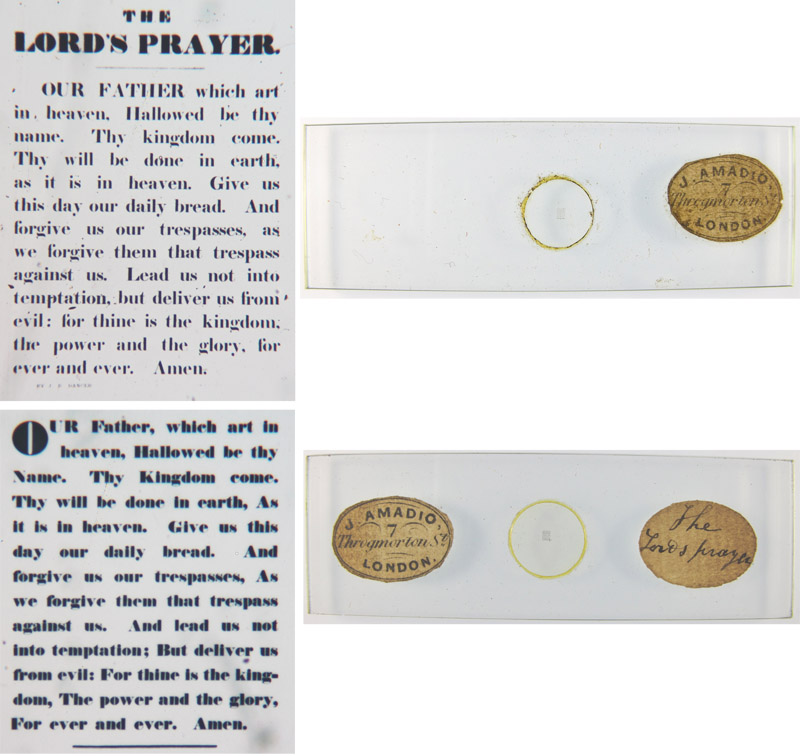 THE
LORD'S PRAYER.
OUR FATHER which art
in heaven, Hallowed be thy
name. Thy kingdom come.
Thy will be done in earth,
as it is in heaven. Give us
this day our daily bread. And
forgive us our trespasses, as
we forgive them that trespass
against us. Lead us not into
temptation, but deliver us from
evil: for thine is the kingdom,
the power and the glory, for
ever and ever. Amen.
J. AMADIO,
7
Throgmorton St.
LONDON.
OUR Father, which art in
heaven, Hallowed be thy
Name. Thy Kingdom come.
Thy will be done in earth, As
it is in heaven. Give us this
day our daily bread. And
forgive us our trespasses, As
we forgive them that trespass
against us. And lead us not
into temptation; But deliver us
from evil: For thine is the king-
dom, The power and the glory,
For ever and ever. Amen.
J. AMADIO,
7
Throgmorton St.
LONDON.
The
Lord's prayer